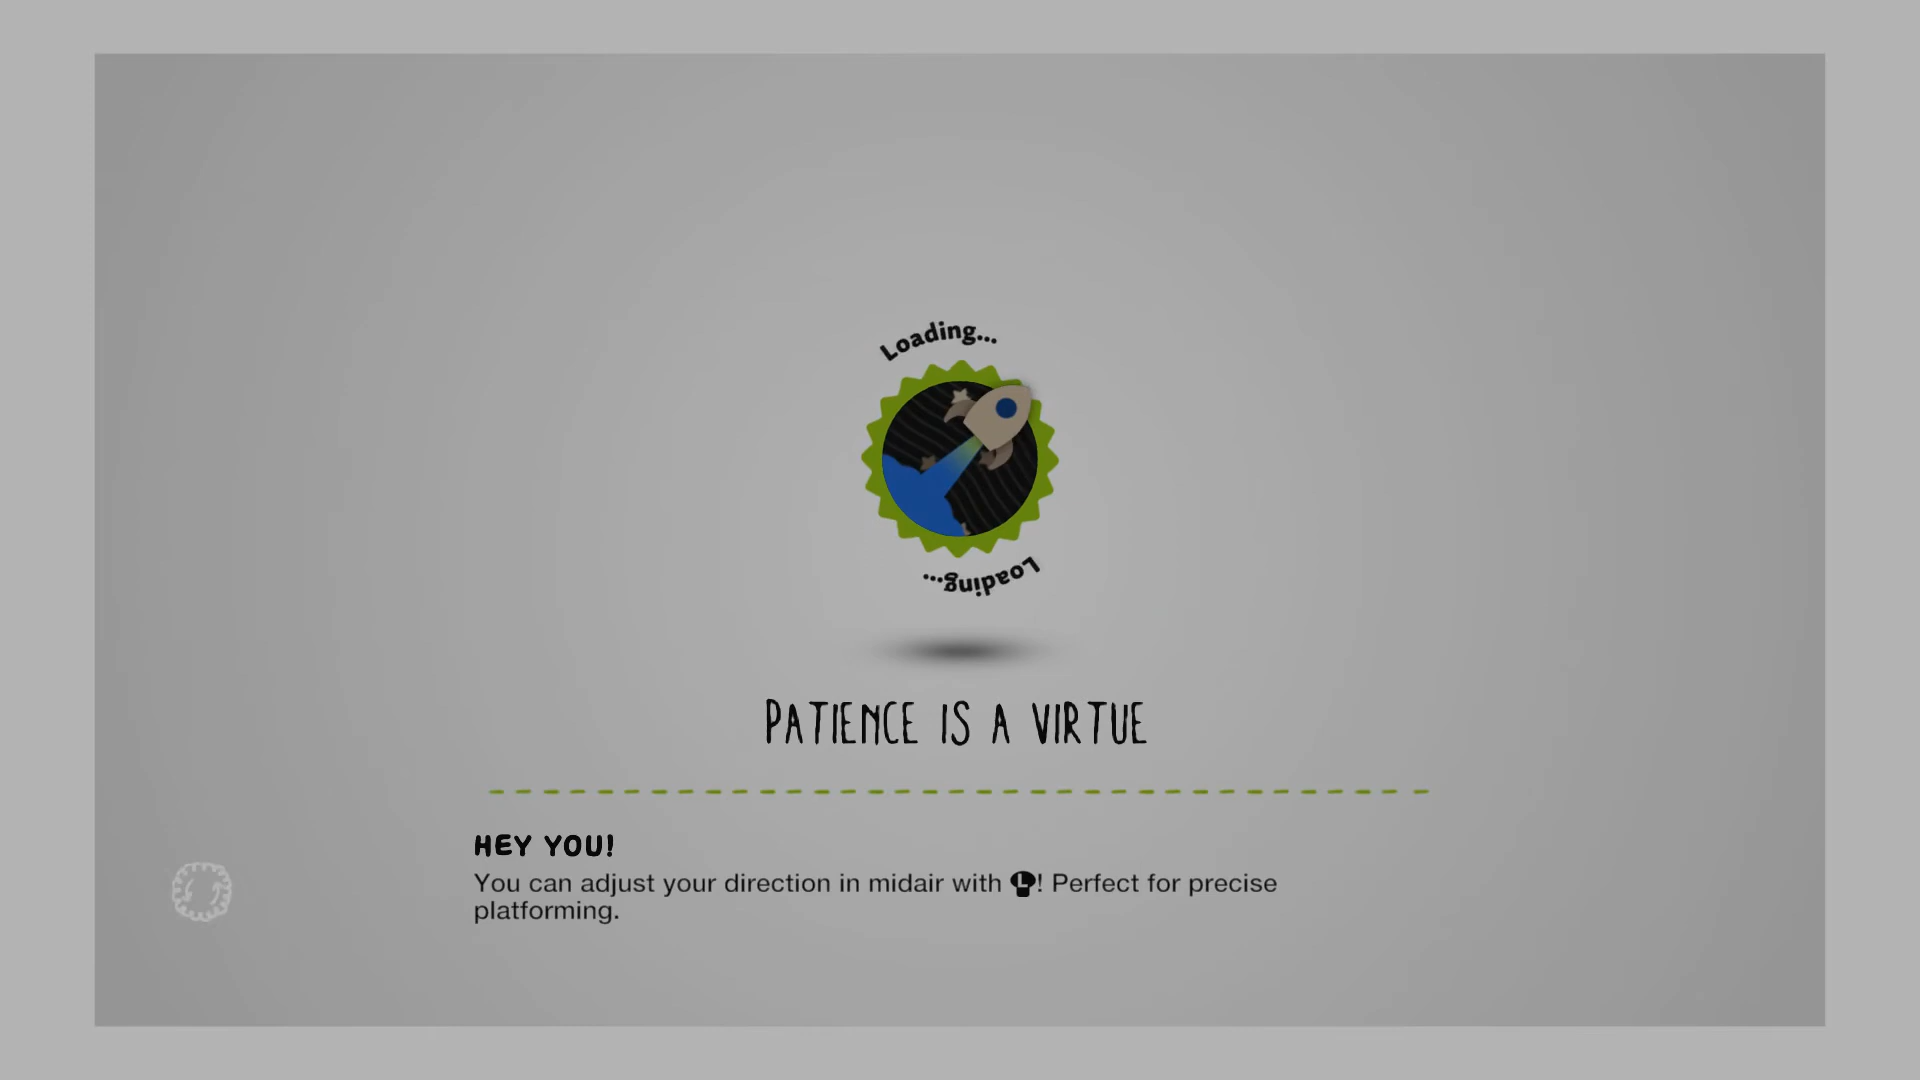 Loading...
Loading...
PATIENCE IS A VIRTUE
HEY YOU!
You can adjust your direction in midair with L! Perfect for precise
platforming.